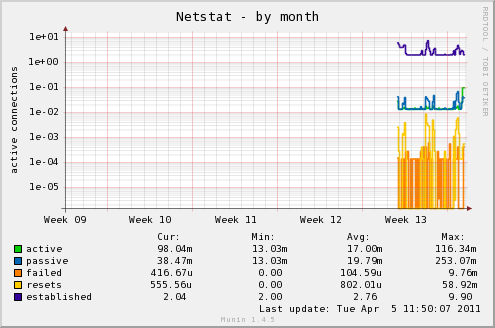 Netstat - by month
RRDTOOL / TOBI OETIKER
active connections
1e+01
1e+00
1e-01
1e-02
1e-03
1e-04
1e-05
Week 09 Week 10 Week 11 Week 12 Week 13
Cur: Min: Avg: Max:
active 98.04m 13.03m 17.00m 116.34m
passive 38.47m 13.03m 19.79m 253.07m
failed 416.67u 0.00 104.59u 9.76m
resets 555.56u 0.00 802.01u 58.92m
established 2.04 2.00 2.76 9.90
Last update: Tue Apr 5 11:50:07 2011
Munin 1.4.5